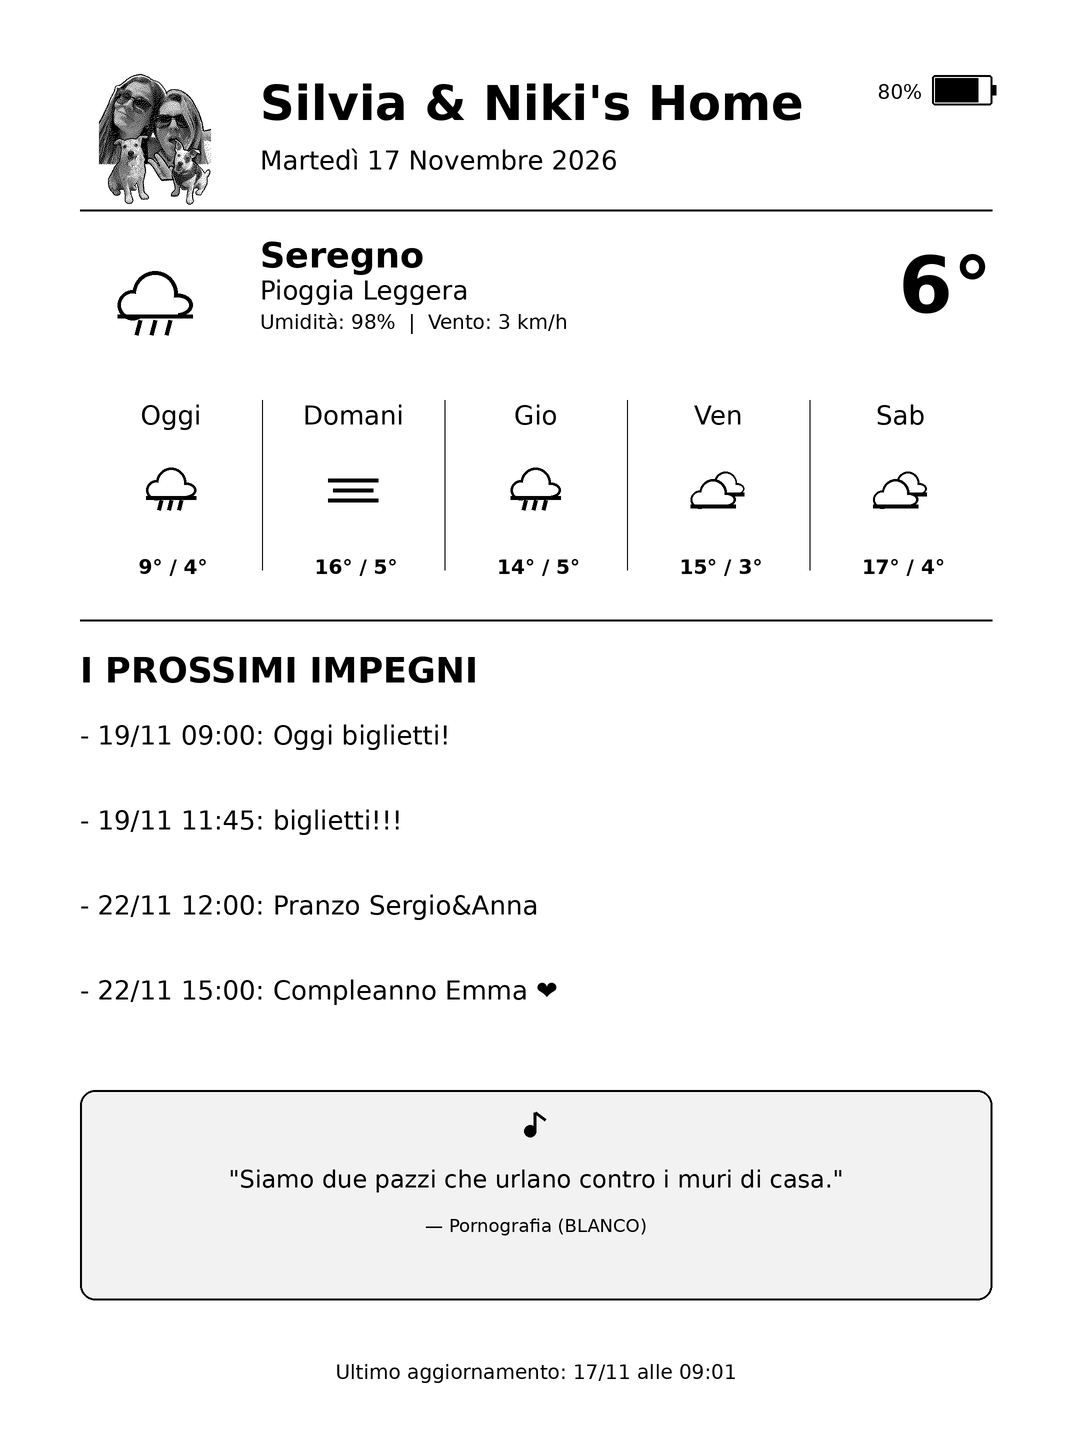 Silvia & Niki's Home
80%
Martedì 17 Novembre 2026
Seregno
6°
Pioggia Leggera
Umidità: 98% | Vento: 3 km/h
Oggi
Domani
Gio
Ven
Sab
9° / 4°
16° / 5°
14° / 5°
15° / 3°
17° / 4°
I PROSSIMI IMPEGNI
- 19/11 09:00: Oggi biglietti!
- 19/11 11:45: biglietti!!!
- 22/11 12:00: Pranzo Sergio&Anna
- 22/11 15:00: Compleanno Emma ❤
"Siamo due pazzi che urlano contro i muri di casa."
— Pornografia (BLANCO)
Ultimo aggiornamento: 17/11 alle 09:01